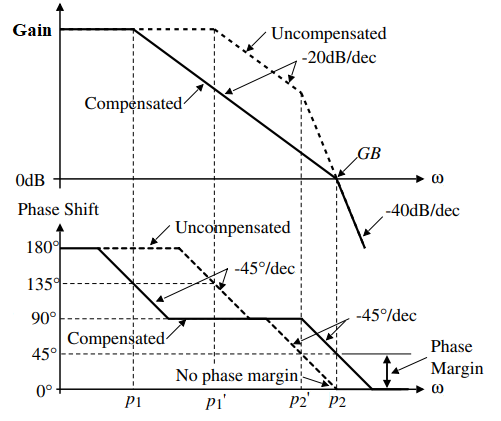 Gain
Uncompensated
-20dB/dec
Compensated
GB
0dB
ω
-40dB/dec
Phase Shift
180°
Uncompensated
-45°/dec
135°
90°
-45°/dec
Compensated
45°
Phase
Margin
No phase margin
0°
ω
p1
p1'
p2'
p2